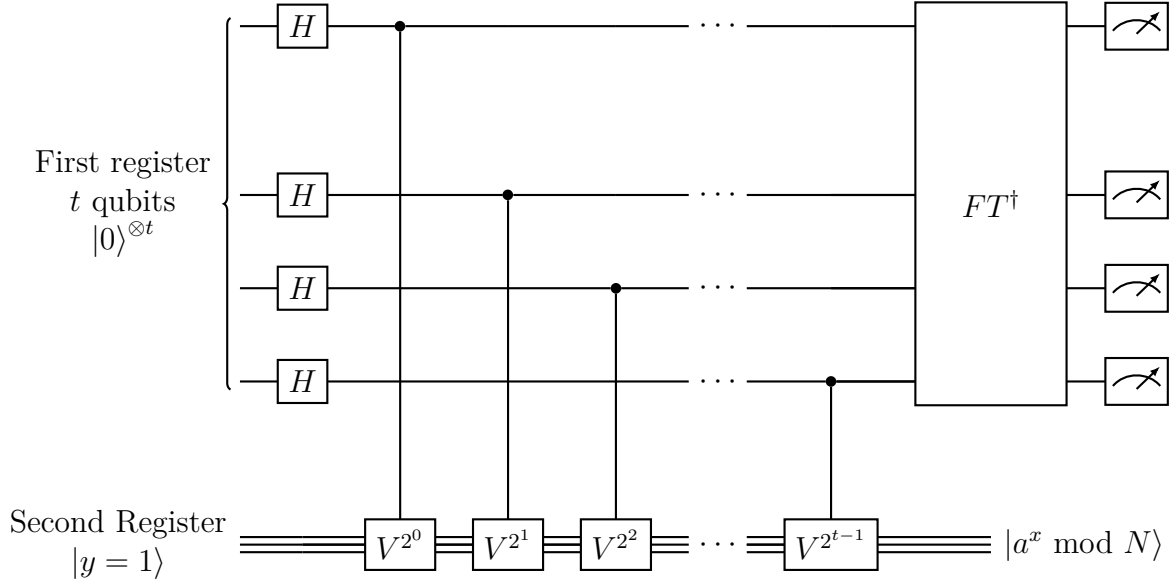 H
First register
t qubits
|0⟩^{⊗t}
H
H
H
· · ·
· · ·
· · ·
· · ·
FT^†
Second Register
|y = 1⟩
V^{2^0}
V^{2^1}
V^{2^2}
· · ·
V^{2^{t−1}}
|a^x mod N⟩